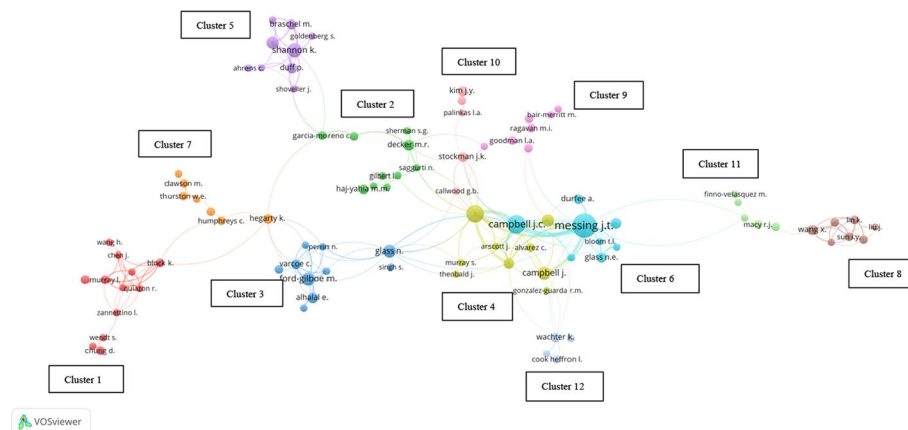 Cluster 5
braschel m.
goldenberg s.
shannon k.
ahrens c.
duff p.
shoveller j.
Cluster 10
kim j.y.
palinkas l.a.
Cluster 9
bair-merritt m.
ragavan m.i.
goodman l.a.
Cluster 2
sherman s.g.
garcia-moreno c.
decker m.r.
stockman j.k.
saggurti n.
gilbert l.
haj-yahia m.m.
callwood g.b.
Cluster 7
clawson m.
thurston w.e.
humphreys c.
hegarty k.
Cluster 11
finno-velasquez m.
macy r.j.
durfee a.
campbell j.c.
messing j.t.
lin k.
liu j.
wang x.
sun i.y.
wang h.
chen j.
black k.
murray l.
quiazon r.
zannettino l.
wendt s.
chung d.
Cluster 1
perrin n.
glass n.
varcoe c.
singh s.
ford-gilboe m.
alhalal e.
Cluster 3
arscott j.
alvarez c.
bloom t.l.
glass n.e.
murray s.
theobald j.
campbell j.
gonzalez-guarda r.m.
Cluster 4
Cluster 6
Cluster 8
wachter k.
cook heffron l.
Cluster 12
VOSviewer